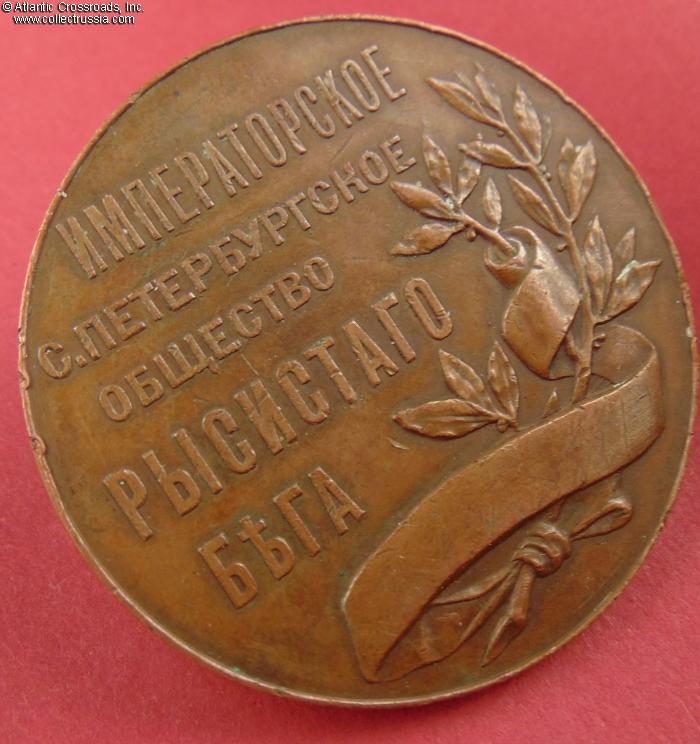 © Atlantic Crossroads, Inc.
www.collectrussia.com
ИМПЕРАТОРСКОЕ
С.ПЕТЕРБУРГСКОЕ
ОБЩЕСТВО
РЫСИСТАГО
БѢГА